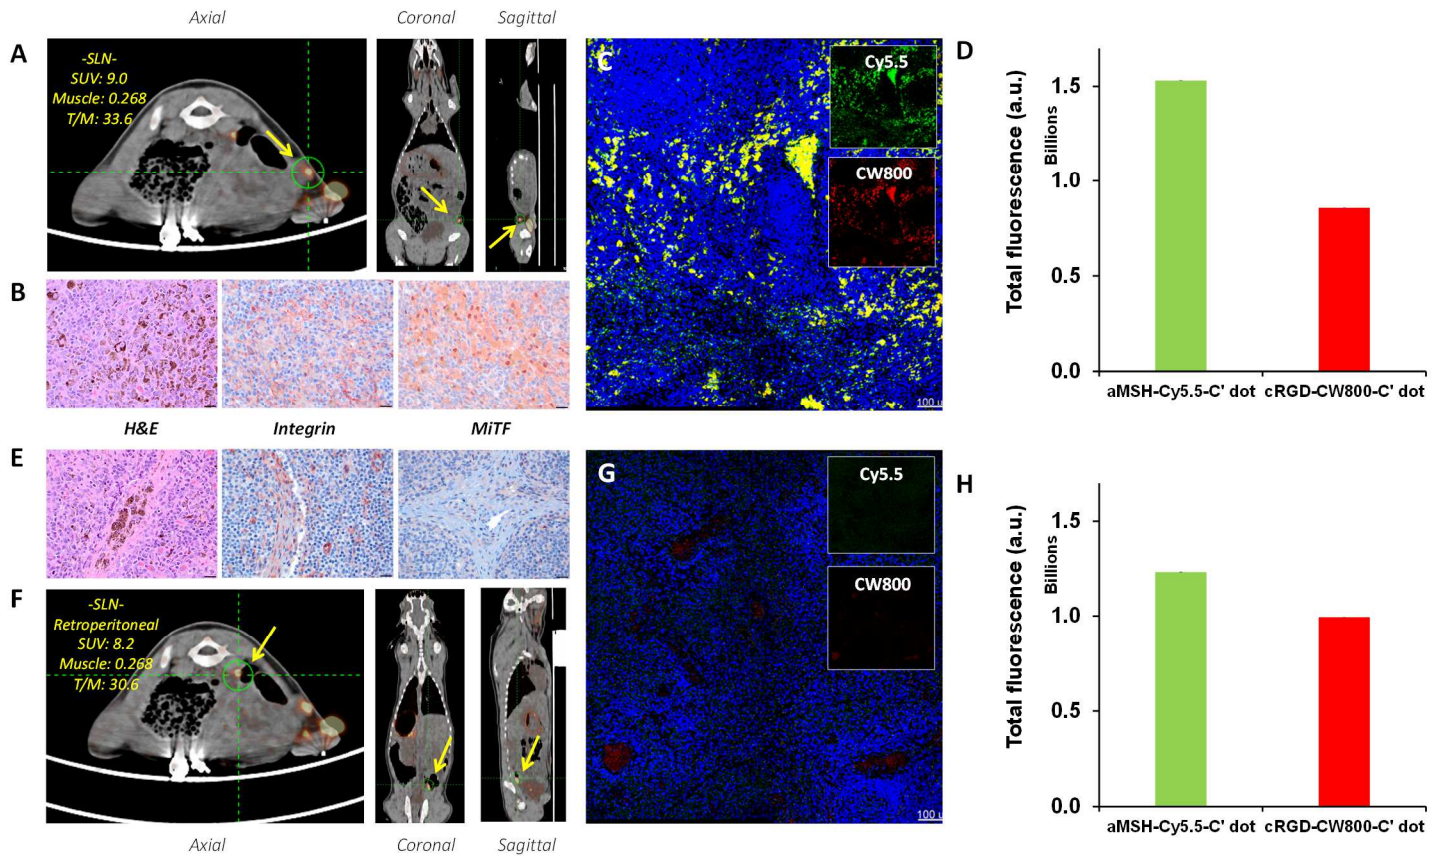 Axial
Coronal
Sagittal
A
-SLN-
SUV: 9.0
Muscle: 0.268
T/M: 33.6
C
Cy5.5
CW800
100 u
D
Total fluorescence (a.u.)
Billions
1.5
1.0
0.5
0.0
aMSH-Cy5.5-C' dot
cRGD-CW800-C' dot
B
H&E
Integrin
MiTF
E
F
-SLN-
Retroperitoneal
SUV: 8.2
Muscle: 0.268
T/M: 30.6
G
Cy5.5
CW800
100 u
H
Total fluorescence (a.u.)
Billions
1.5
1.0
0.5
0.0
aMSH-Cy5.5-C' dot
cRGD-CW800-C' dot
Axial
Coronal
Sagittal